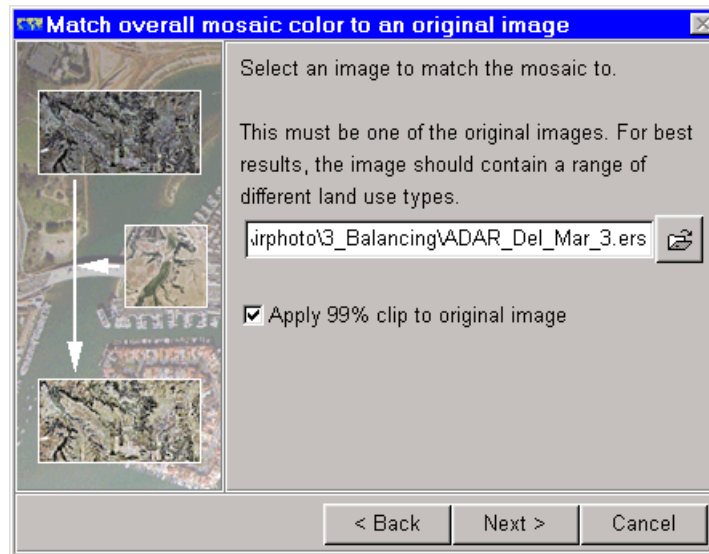 Match overall mosaic color to an original image
Select an image to match the mosaic to.
This must be one of the original images. For best
results, the image should contain a range of
different land use types.
.irphoto\3_Balancing\ADAR_Del_Mar_3.ers
Apply 99% clip to original image
< Back
Next >
Cancel